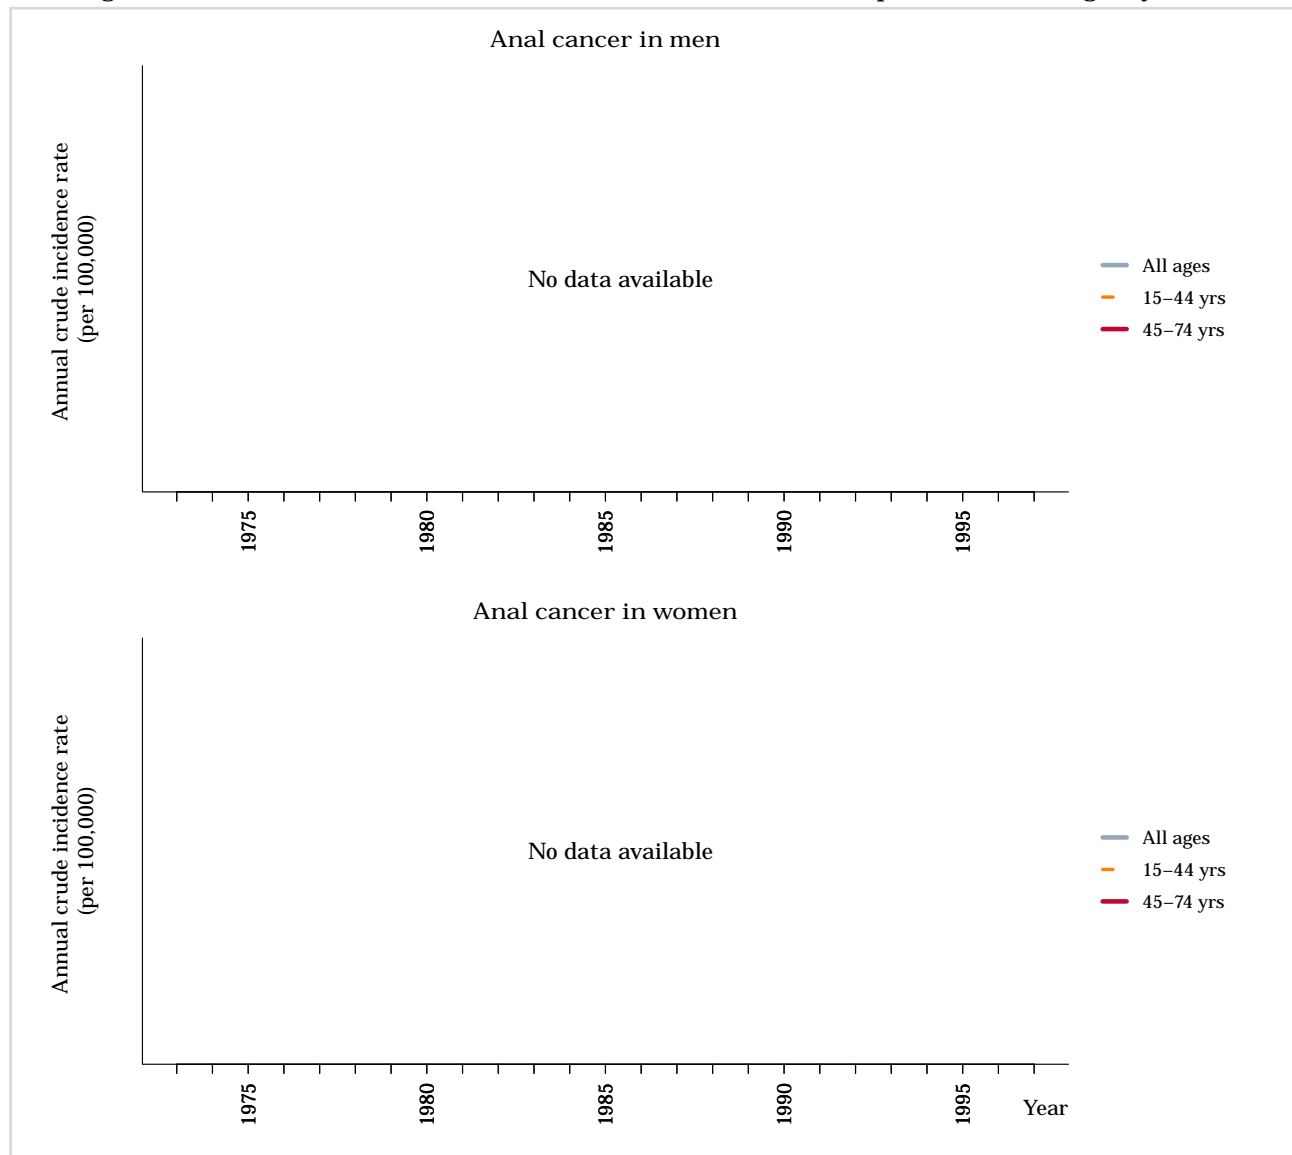 Anal cancer in men
Annual crude incidence rate
(per 100,000)
No data available
All ages
15–44 yrs
45–74 yrs
1975
1980
1985
1990
1995
Anal cancer in women
Annual crude incidence rate
(per 100,000)
No data available
All ages
15–44 yrs
45–74 yrs
1975
1980
1985
1990
1995
Year